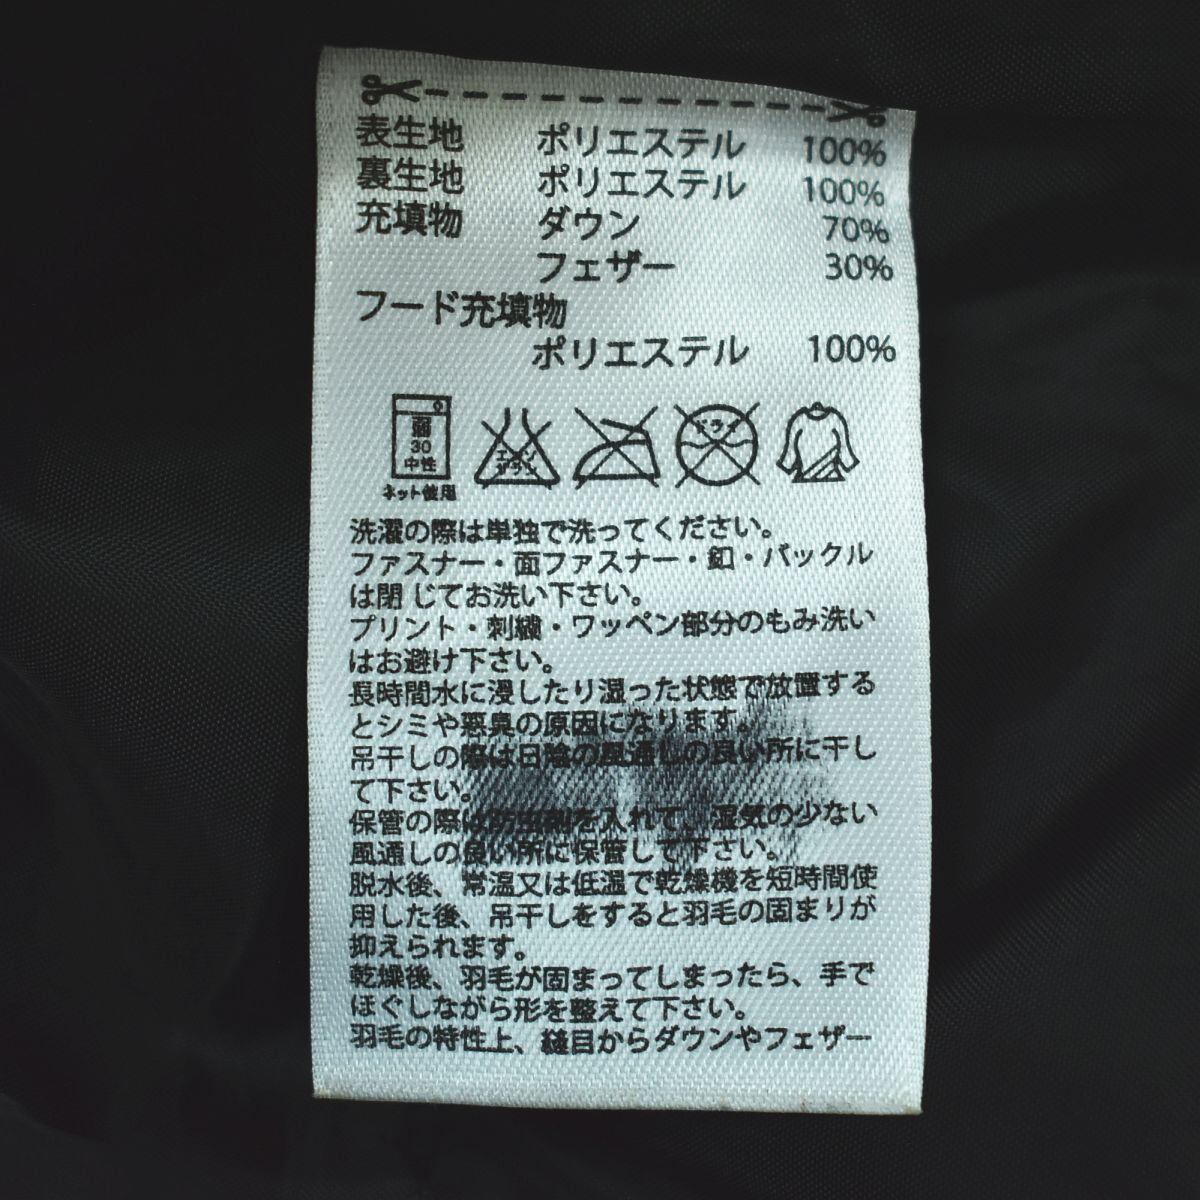 表生地 ポリエステル 100%
裏生地 ポリエステル 100%
充填物 ダウン 70%
フェザー 30%
フード充填物
ポリエステル 100%
弱
30
中性
ネット使用
エンソ
サラシ
ドライ
洗濯の際は単独で洗ってください。
ファスナー・面ファスナー・釦・バックル
は閉じてお洗い下さい。
プリント・刺繍・ワッペン部分のもみ洗い
はお避け下さい。
長時間水に浸したり湿った状態で放置する
とシミや悪臭の原因になります。
吊干しの際は日陰の風通しの良い所に干し
て下さい。
保管の際は防虫剤を入れて、湿気の少ない
風通しの良い所に保管して下さい。
脱水後、常温又は低温で乾燥機を短時間使
用した後、吊干しをすると羽毛の固まりが
抑えられます。
乾燥後、羽毛が固まってしまったら、手で
ほぐしながら形を整えて下さい。
羽毛の特性上、縫目からダウンやフェザー